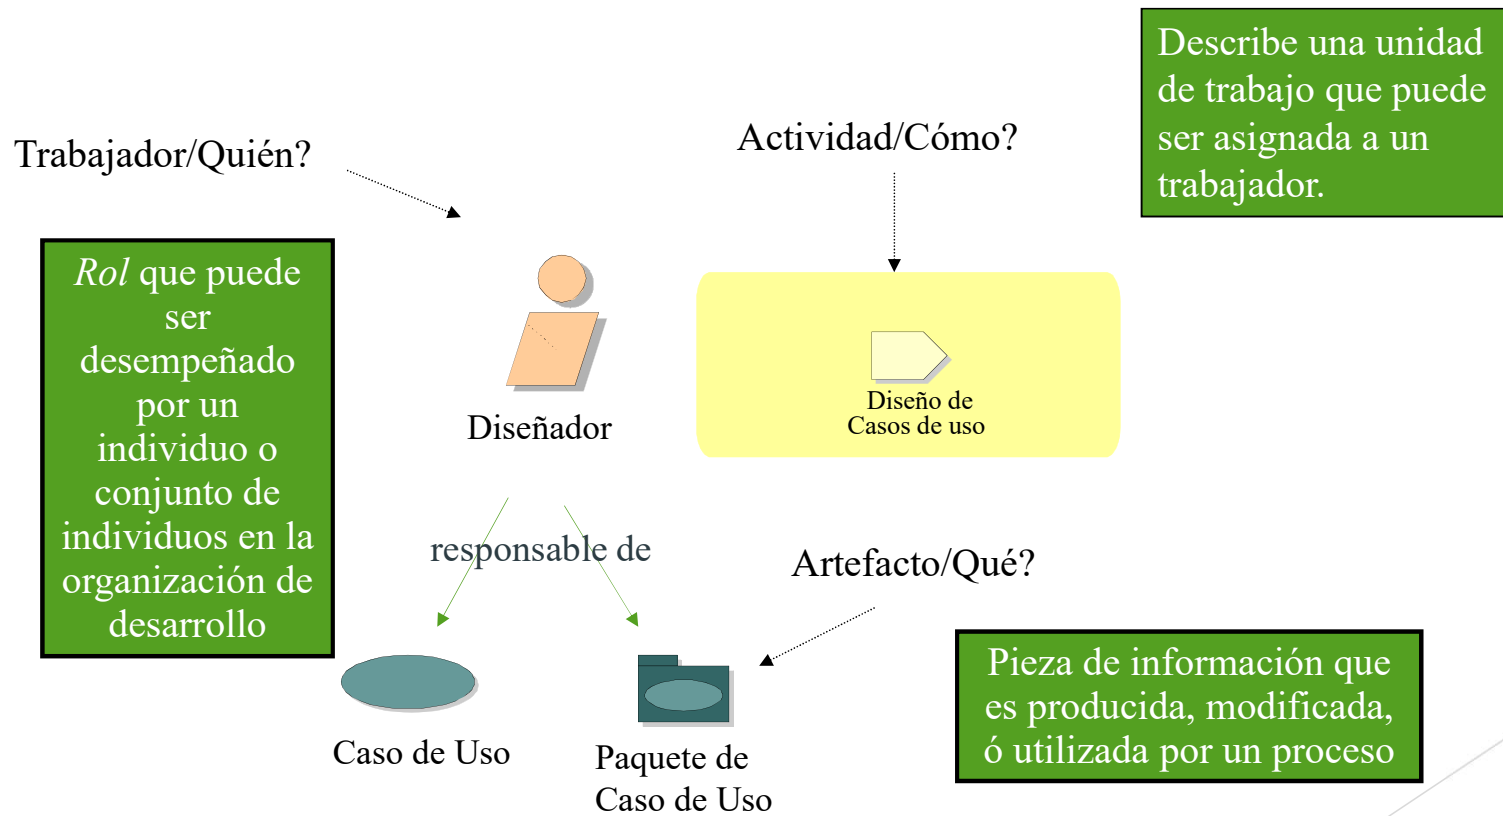 Describe una unidad
de trabajo que puede
ser asignada a un
trabajador.
Actividad/Cómo?
Trabajador/Quién?
Rol que puede
ser
desempeñado
por un
individuo o
conjunto de
individuos en la
organización de
desarrollo
Diseñador
Diseño de
Casos de uso
responsable de
Artefacto/Qué?
Pieza de información que
es producida, modificada,
ó utilizada por un proceso
Caso de Uso
Paquete de
Caso de Uso